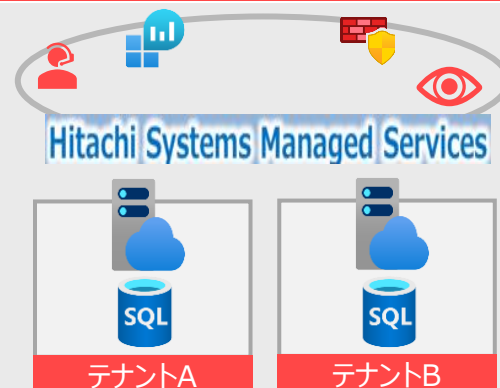 Hitachi Systems Managed Services
SQL
SQL
テナントA
テナントB